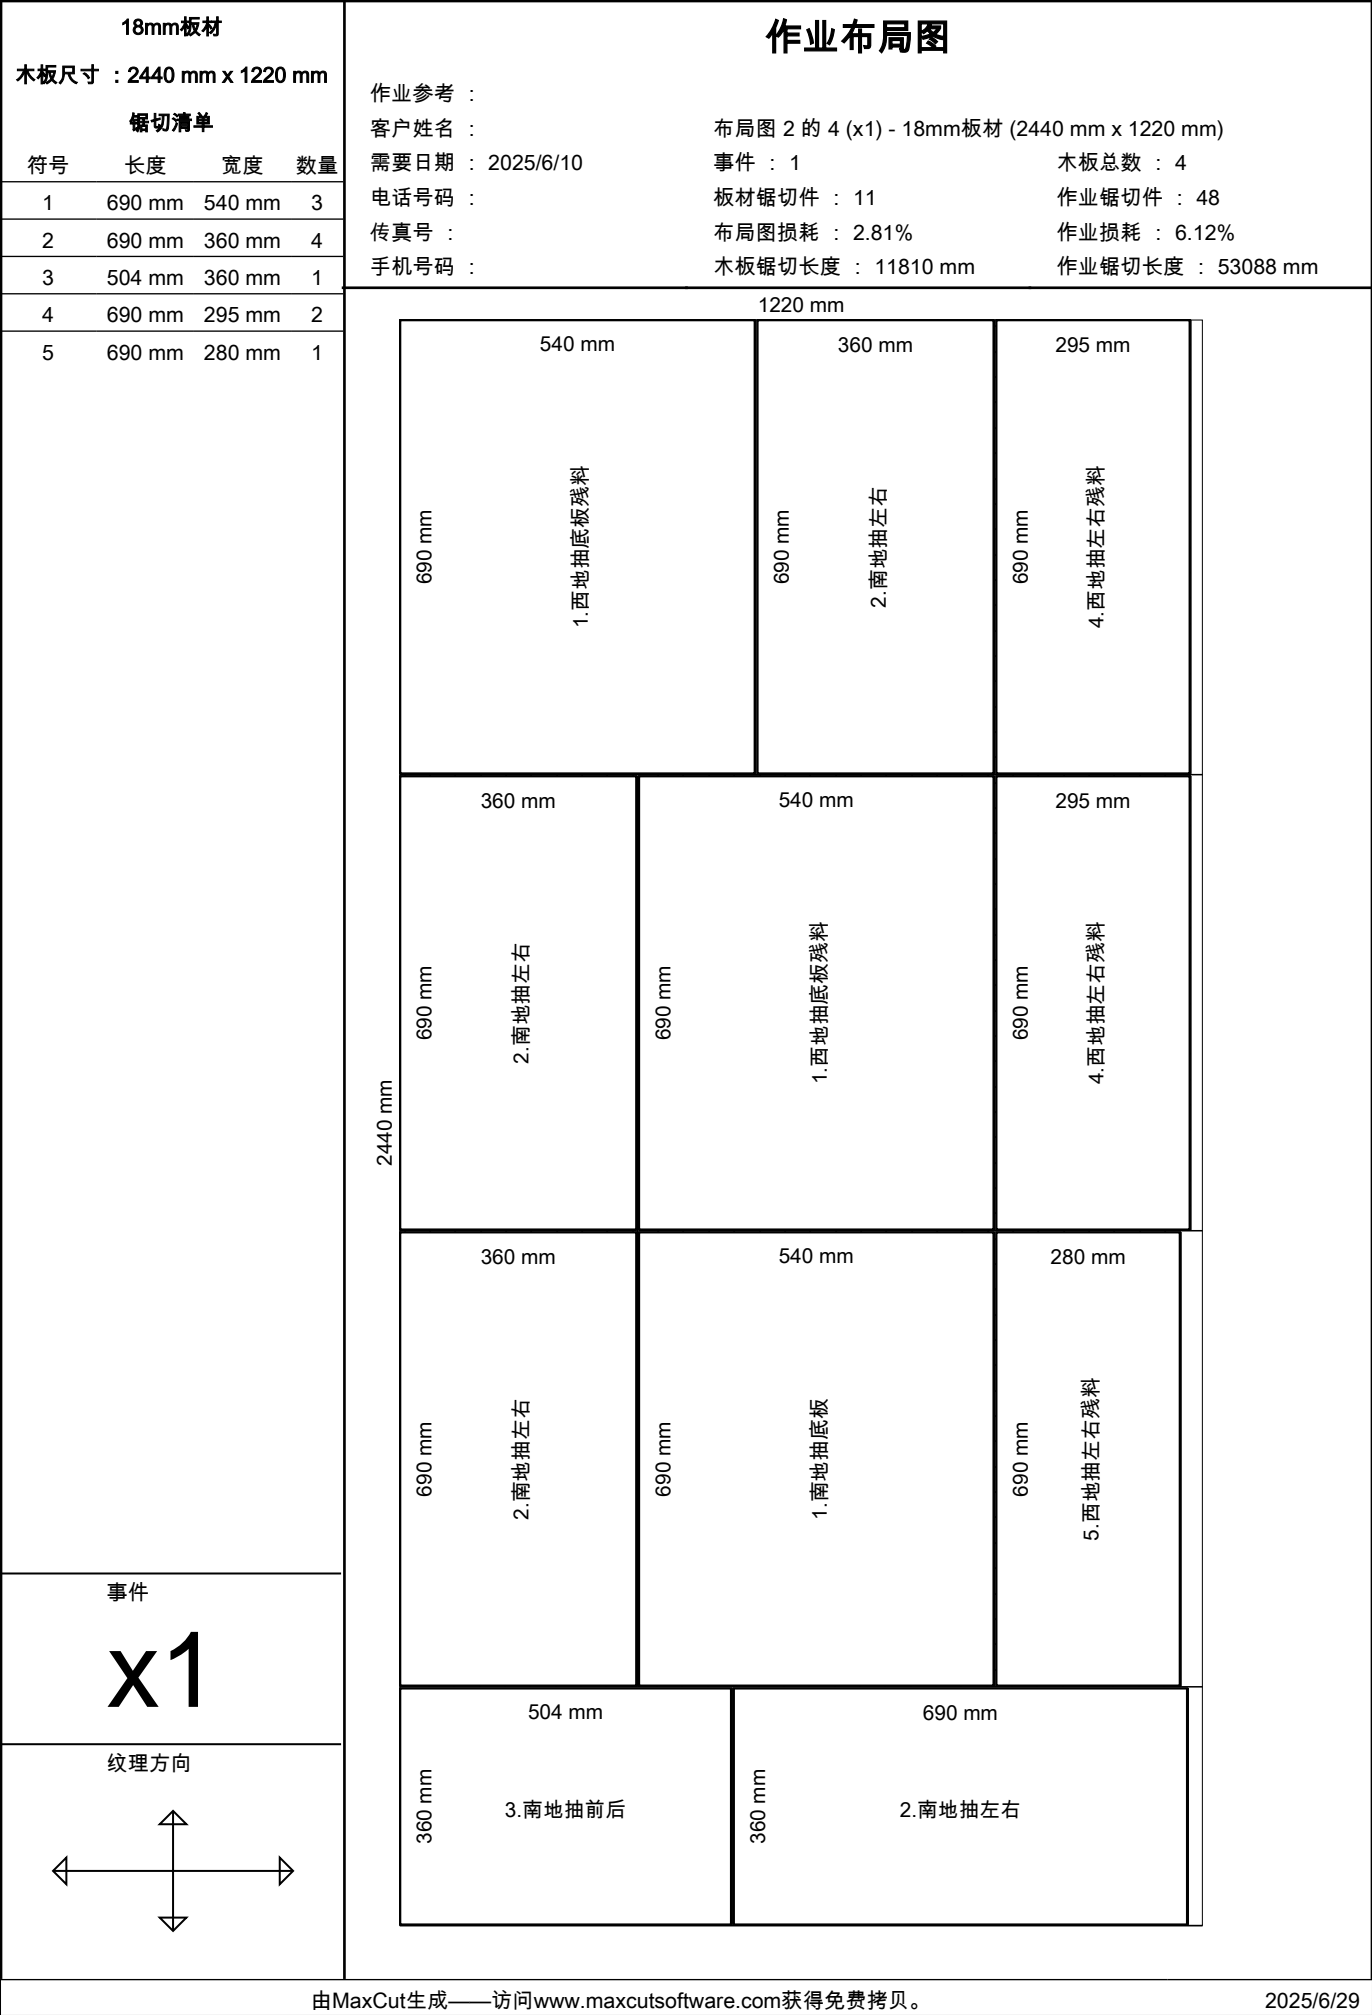 18mm板材
木板尺寸 : 2440 mm x 1220 mm
锯切清单
符号 长度 宽度 数量
1 690 mm 540 mm 3
2 690 mm 360 mm 4
3 504 mm 360 mm 1
4 690 mm 295 mm 2
5 690 mm 280 mm 1
作业布局图
作业参考 :
客户姓名 : 布局图 2 的 4 (x1) - 18mm板材 (2440 mm x 1220 mm)
需要日期 : 2025/6/10 事件 : 1 木板总数 : 4
电话号码 : 板材锯切件 : 11 作业锯切件 : 48
传真号 : 布局图损耗 : 2.81% 作业损耗 : 6.12%
手机号码 : 木板锯切长度 : 11810 mm 作业锯切长度 : 53088 mm
1220 mm
2440 mm
540 mm 360 mm 295 mm
690 mm 1.西地抽底板残料 690 mm 2.南地抽左右 690 mm 4.西地抽左右残料
360 mm 540 mm 295 mm
690 mm 2.南地抽左右 690 mm 1.西地抽底板残料 690 mm 4.西地抽左右残料
360 mm 540 mm 280 mm
690 mm 2.南地抽左右 690 mm 1.南地抽底板 690 mm 5.西地抽左右残料
504 mm 690 mm
360 mm 3.南地抽前后 360 mm 2.南地抽左右
事件
x1
纹理方向
由MaxCut生成——访问www.maxcutsoftware.com获得免费拷贝。 2025/6/29